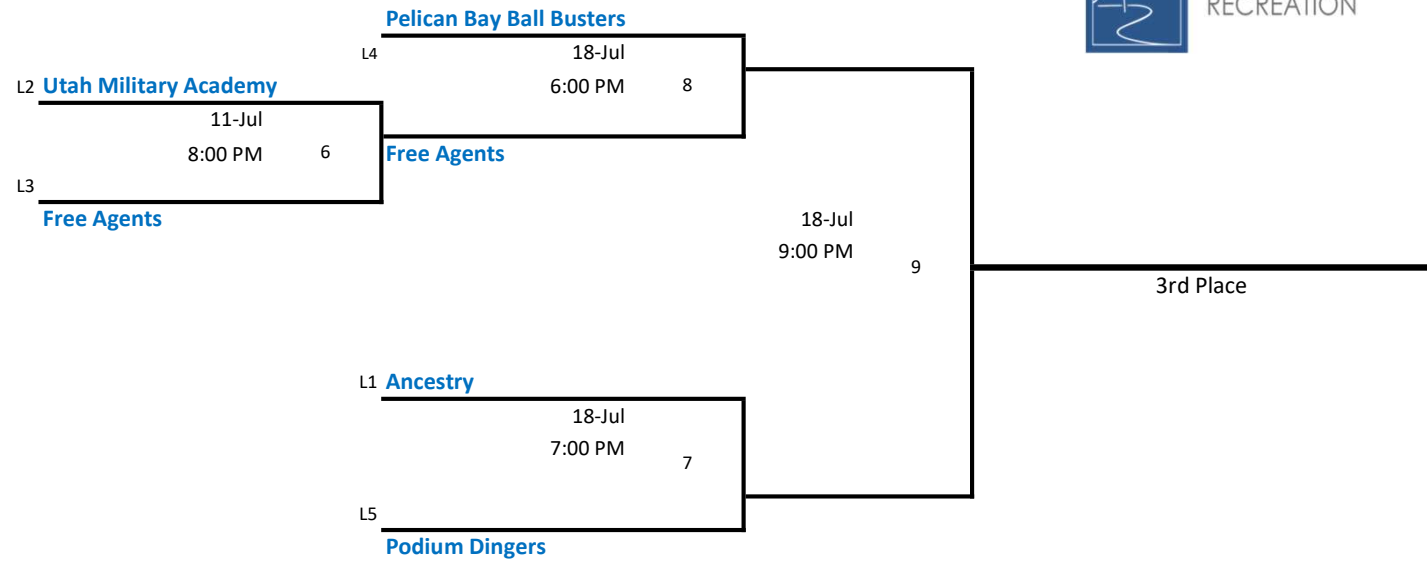 RECREATION
Pelican Bay Ball Busters
L4 18-Jul
6:00 PM 8
L2 Utah Military Academy
11-Jul
8:00 PM 6
Free Agents
L3
Free Agents
18-Jul
9:00 PM
9
3rd Place
L1 Ancestry
18-Jul
7:00 PM
7
L5
Podium Dingers